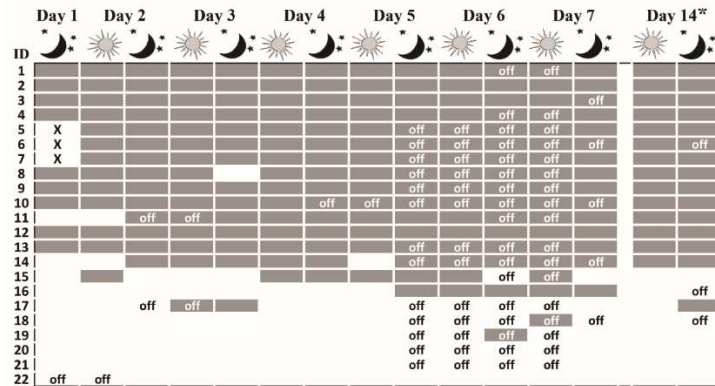 Day 1 Day 2 Day 3 Day 4 Day 5 Day 6 Day 7 Day 14*
ID
1 off off
2
3 off
4 off off
5 X off off off off
6 X off off off off off off
7 X off off off off
8 off off off off
9 off off off off
10 off off off off off off off
11 off off off off
12
13 off off off off
14 off off off off off
15 off off
16 off
17 off off off off off off
18 off off off off off off
19 off off off off
20 off off off off
21 off off off off
22 off off